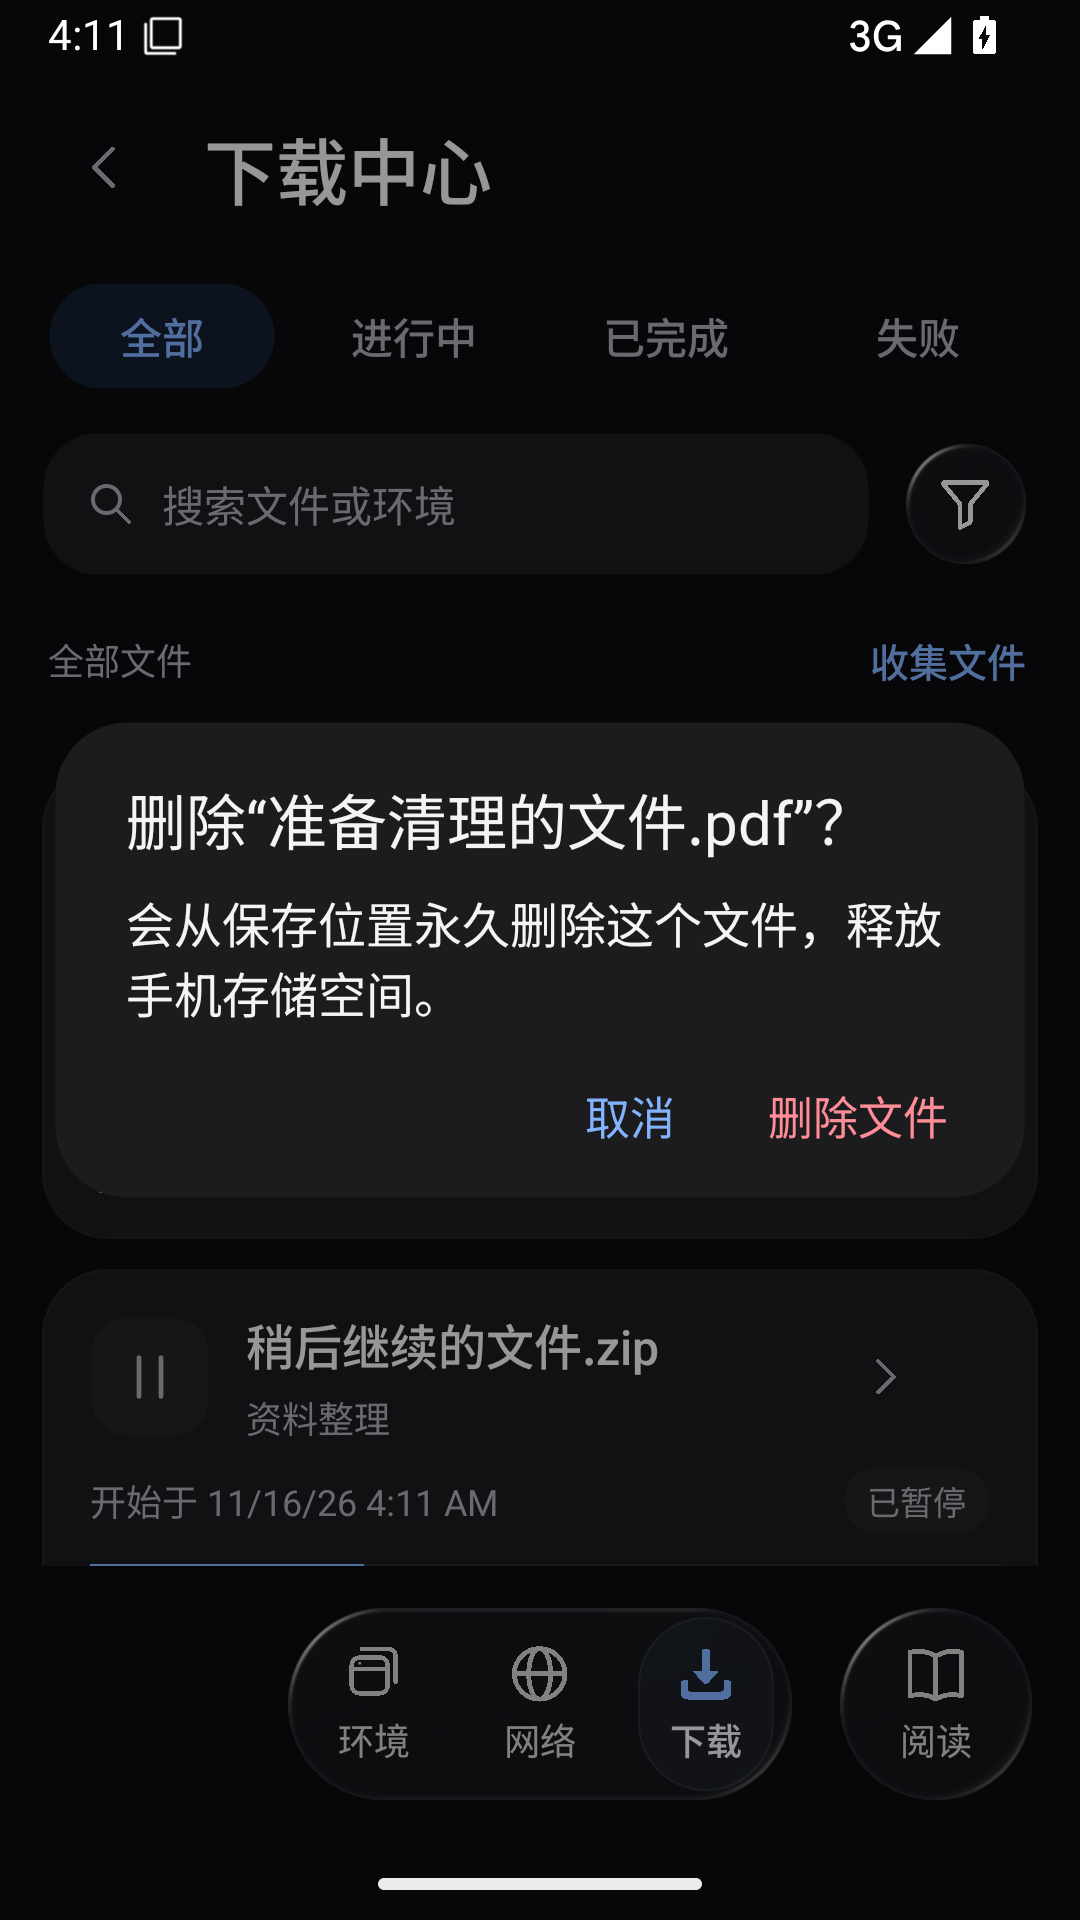 4:11 3G
下载中心
全部 进行中 已完成 失败
搜索文件或环境
全部文件 收集文件
删除“准备清理的文件.pdf”？
会从保存位置永久删除这个文件，释放
手机存储空间。
取消 删除文件
稍后继续的文件.zip
资料整理
开始于 11/16/26 4:11 AM 已暂停
环境 网络 下载 阅读